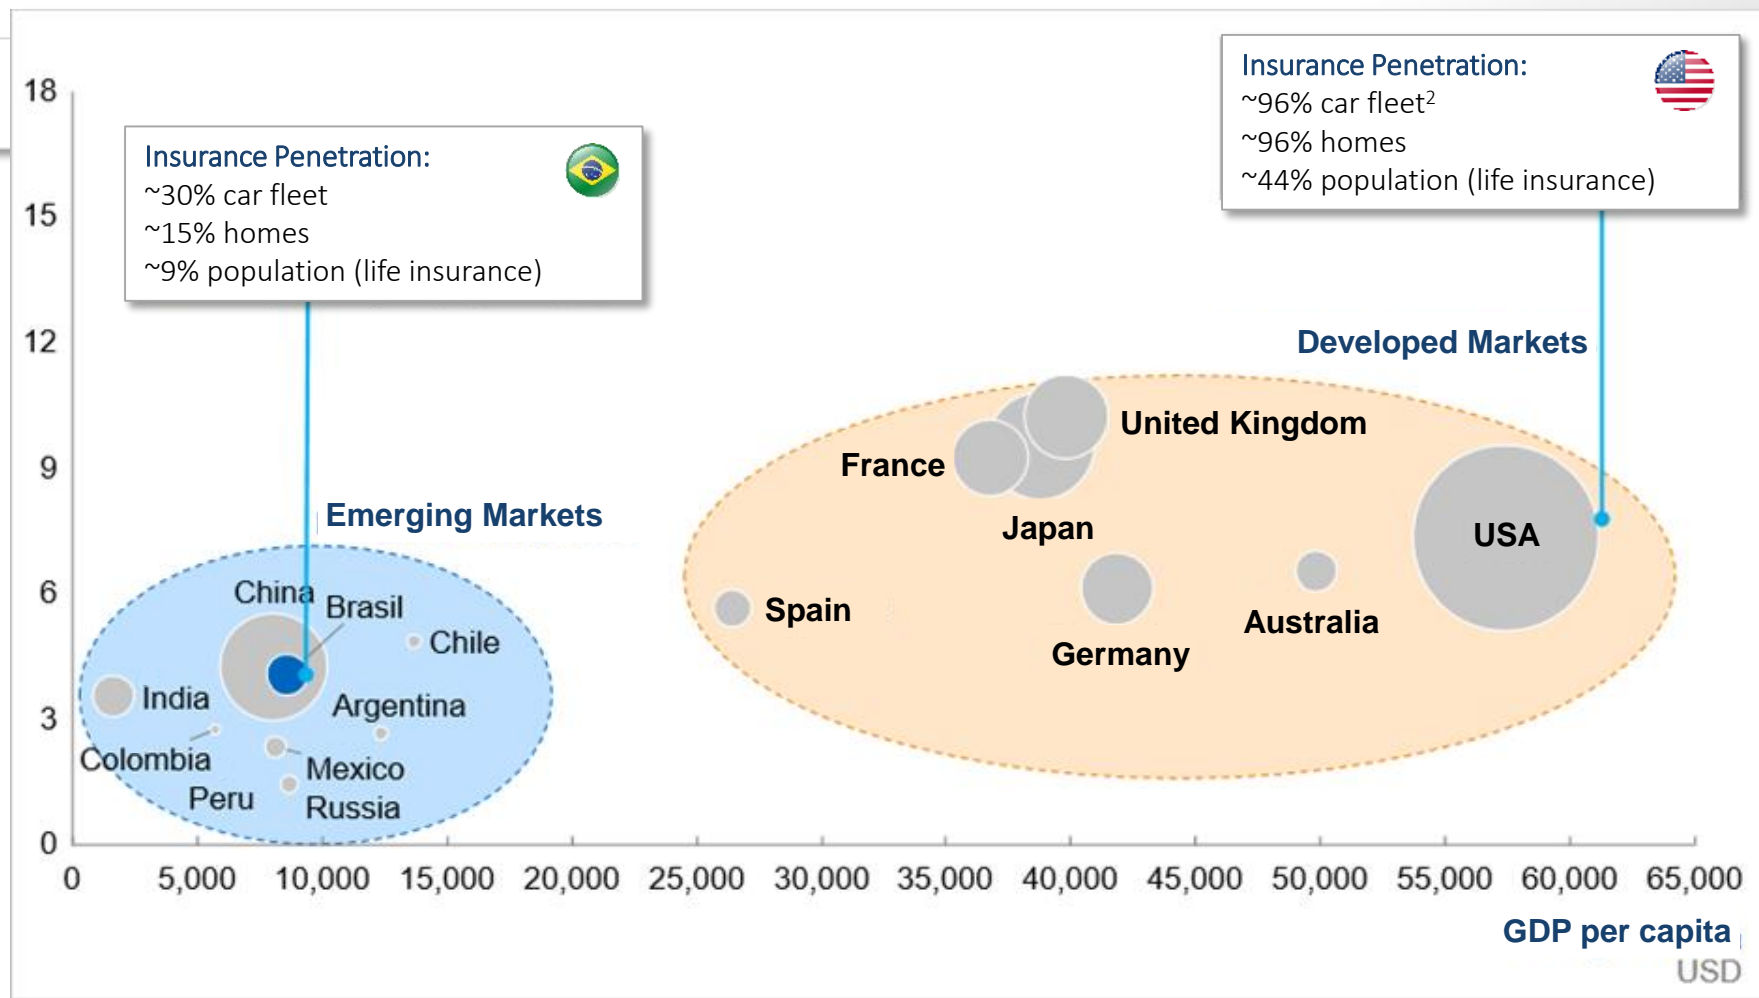 Insurance Penetration:
~96% car fleet²
~96% homes
~44% population (life insurance)
18
Insurance Penetration:
~30% car fleet
~15% homes
~9% population (life insurance)
15
12
Developed Markets
United Kingdom
France
9
Emerging Markets
Japan
USA
6
China
Brasil
Spain
Australia
Chile
Germany
India
Argentina
3
Colombia
Mexico
Peru
Russia
0
0 5,000 10,000 15,000 20,000 25,000 30,000 35,000 40,000 45,000 50,000 55,000 60,000 65,000
GDP per capita
USD